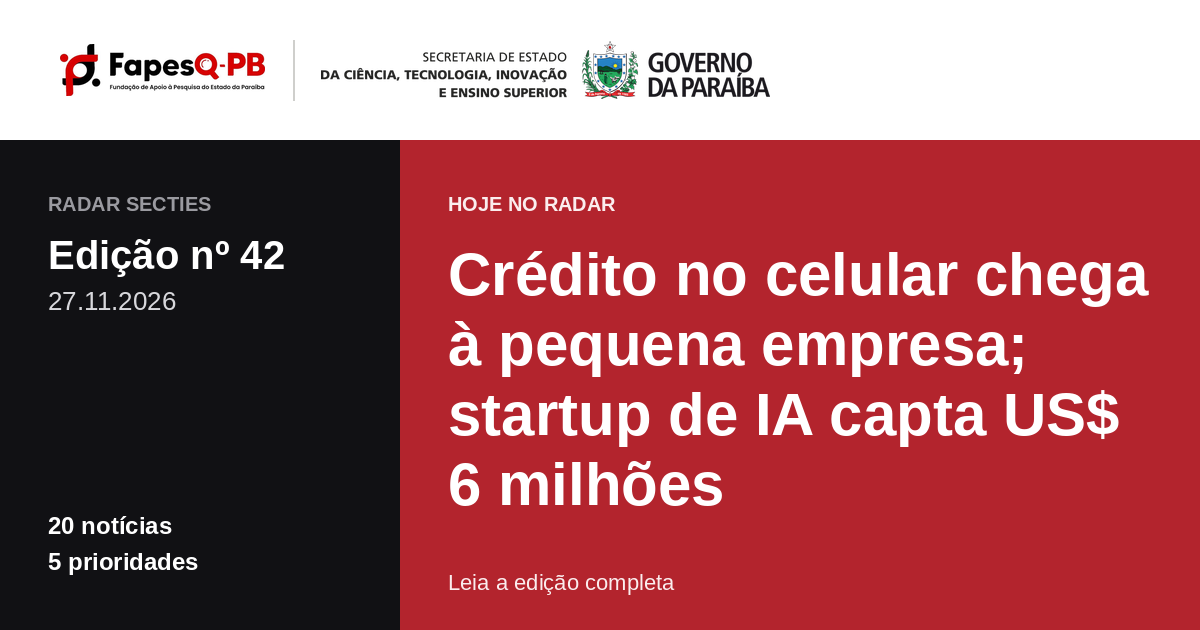 FapesQ-PB
Fundação de Apoio à Pesquisa do Estado da Paraíba
SECRETARIA DE ESTADO
DA CIÊNCIA, TECNOLOGIA, INOVAÇÃO
E ENSINO SUPERIOR
GOVERNO
DA PARAÍBA
RADAR SECTIES
Edição nº 42
27.11.2026
20 notícias
5 prioridades
HOJE NO RADAR
Crédito no celular chega
à pequena empresa;
startup de IA capta US$
6 milhões
Leia a edição completa